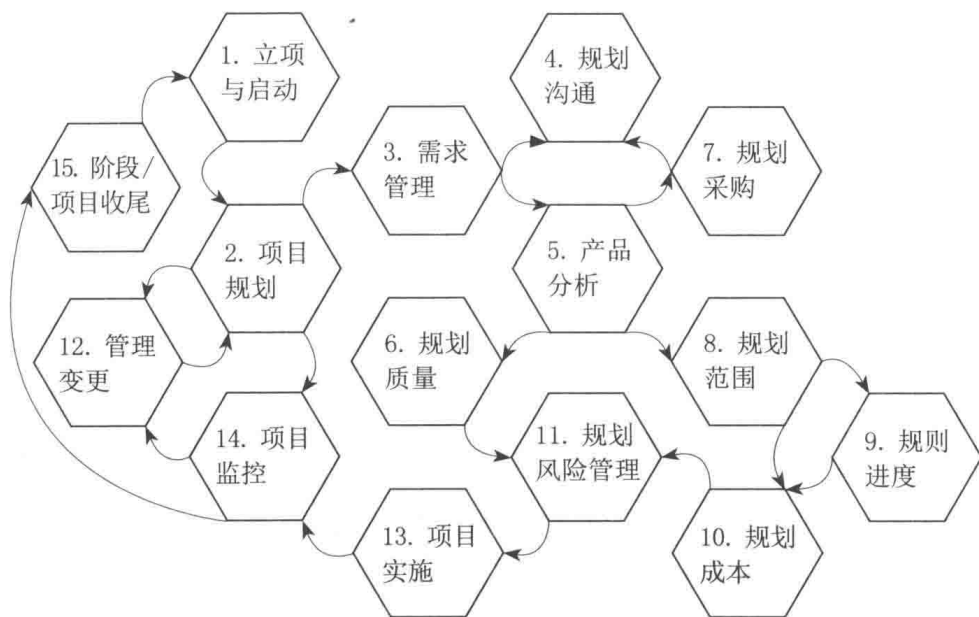 1. 立项
与启动
4. 规划
沟通
15. 阶段/
项目收尾
3. 需求
管理
7. 规划
采购
2. 项目
规划
5. 产品
分析
12. 管理
变更
6. 规划
质量
8. 规划
范围
14. 项目
监控
11. 规划
风险管理
9. 规则
进度
13. 项目
实施
10. 规划
成本